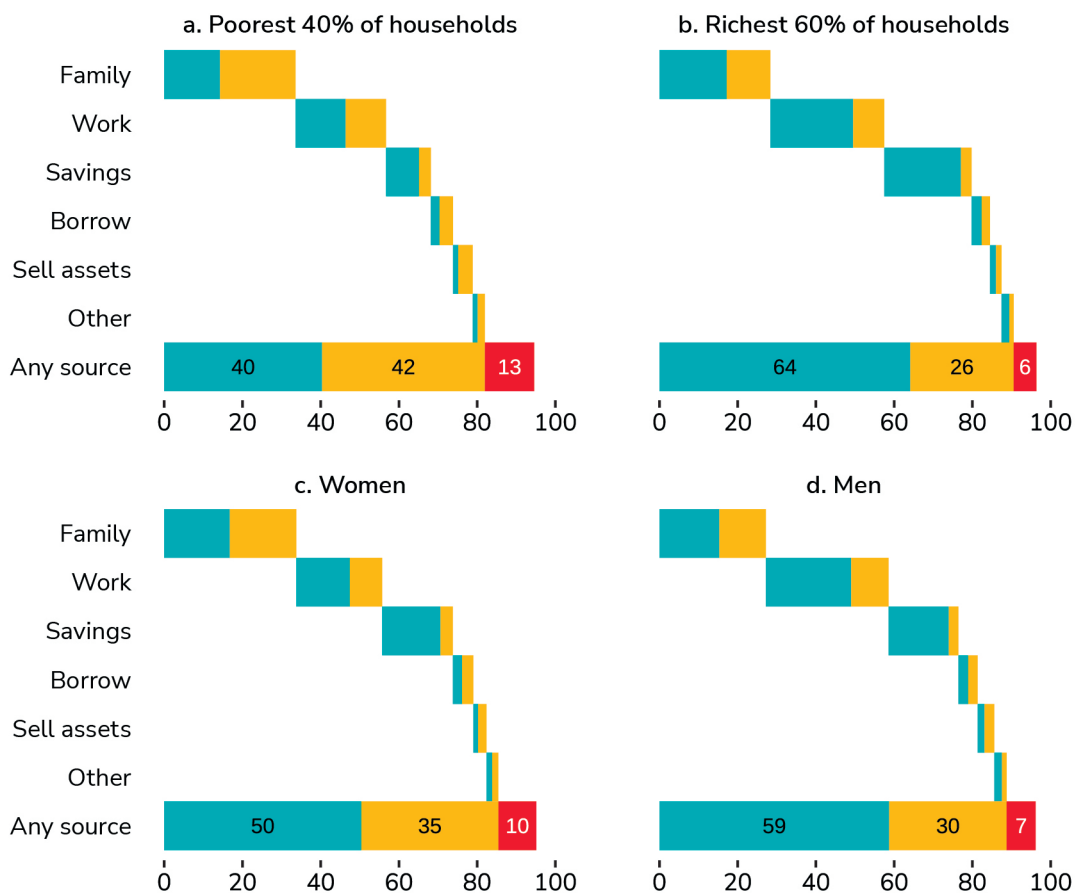 a. Poorest 40% of households
Family
Work
Savings
Borrow
Sell assets
Other
Any source
40 42 13
0 20 40 60 80 100
b. Richest 60% of households
64 26 6
0 20 40 60 80 100
c. Women
Family
Work
Savings
Borrow
Sell assets
Other
Any source
50 35 10
0 20 40 60 80 100
d. Men
59 30 7
0 20 40 60 80 100